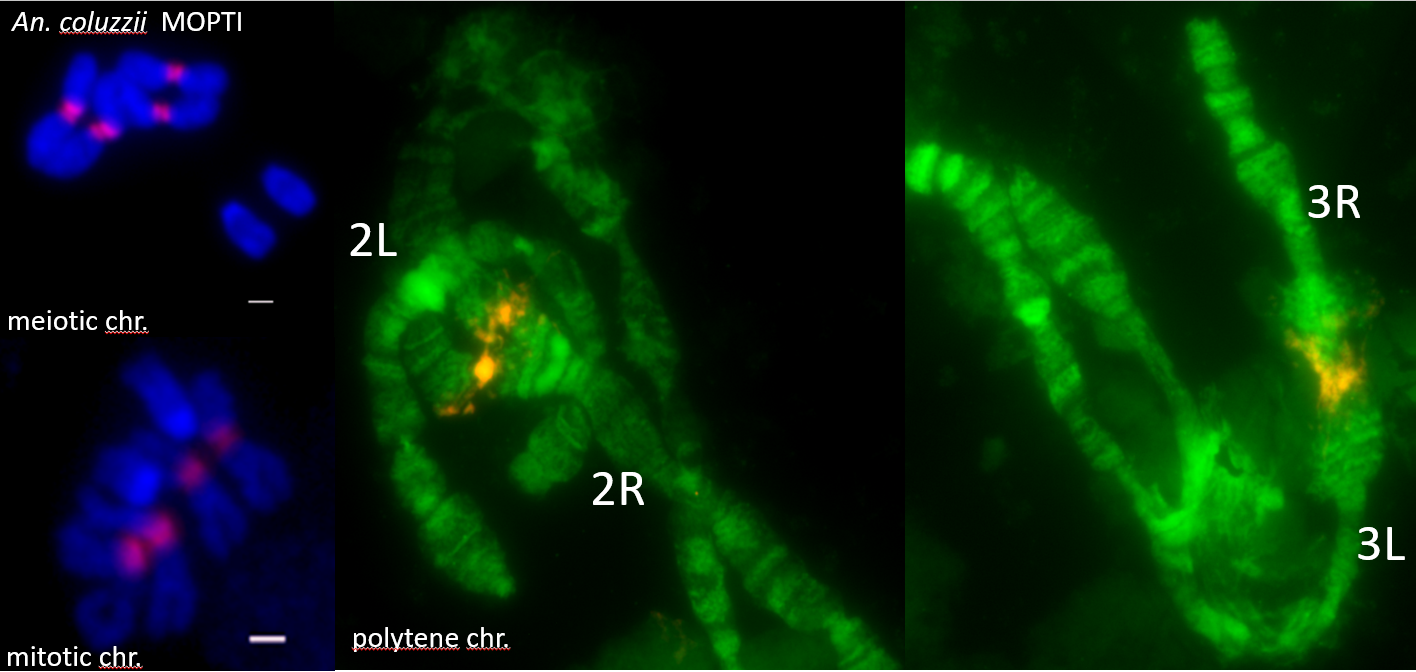 An. coluzzii MOPTI
meiotic chr.
mitotic chr.
2L
2R
polytene chr.
3R
3L